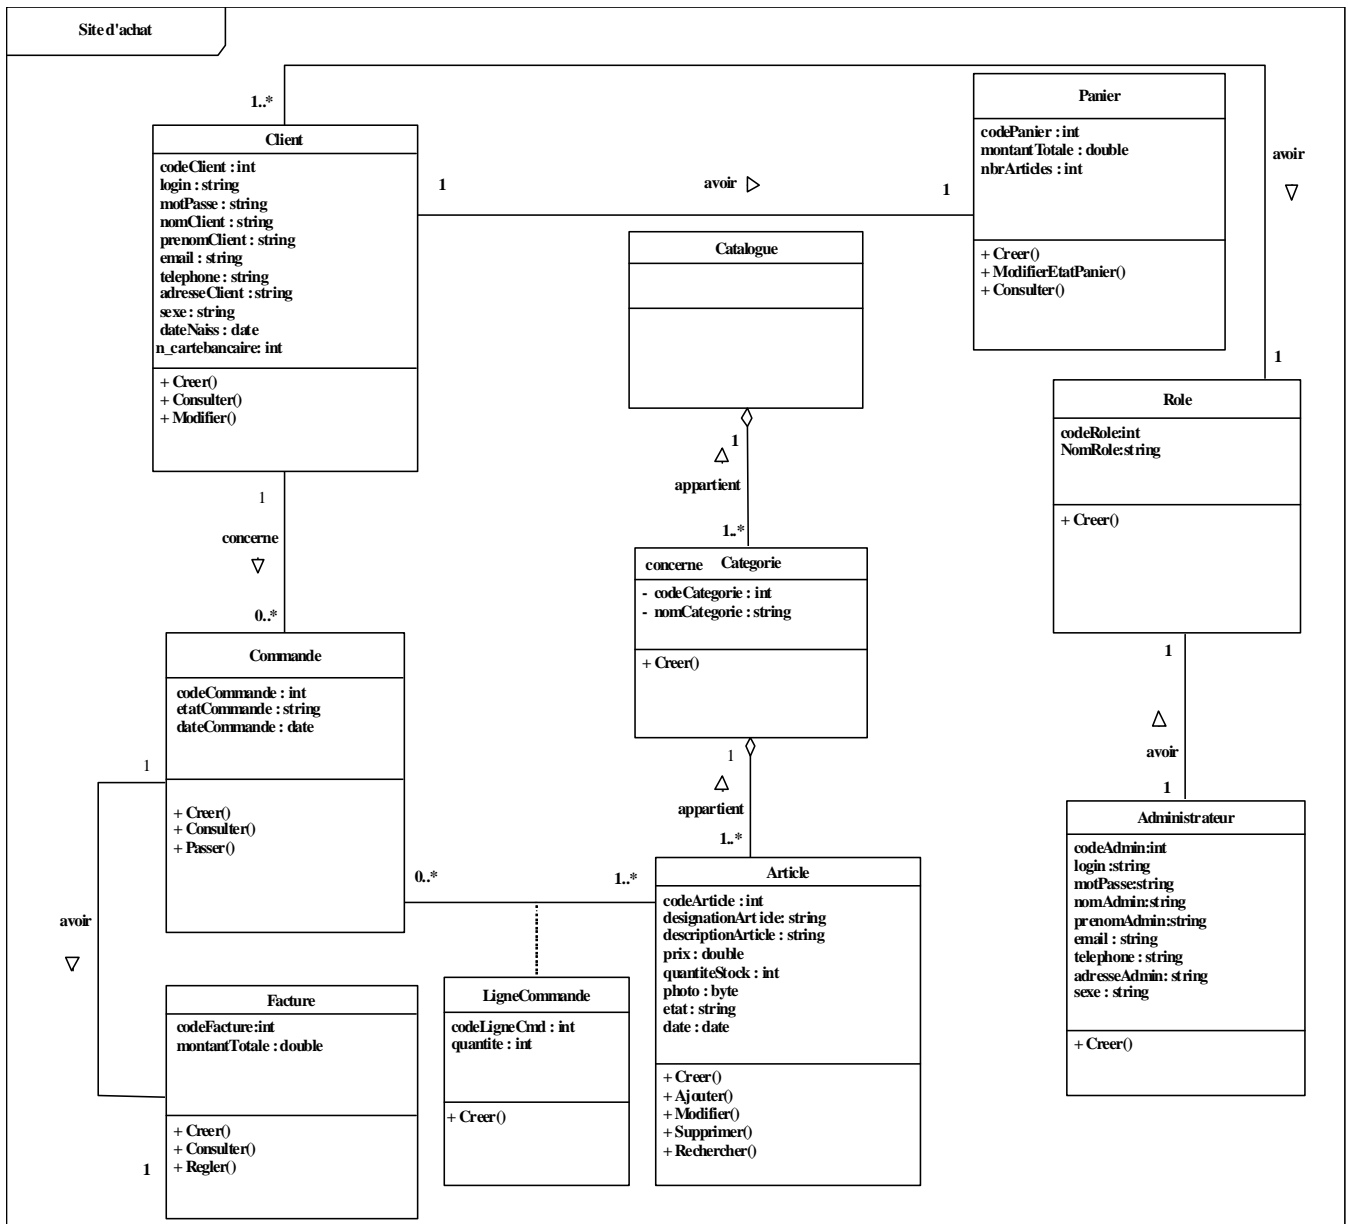 Site d'achat
1..*
Client
codeClient : int
login : string
motPasse : string
nomClient : string
prenomClient : string
email : string
telephone : string
adresseClient : string
sexe : string
dateNaiss : date
n_cartebancaire: int
+ Creer()
+ Consulter()
+ Modifier()
1
avoir
1
Panier
codePanier : int
montantTotale : double
nbrArticles : int
+ Creer()
+ ModifierEtatPanier()
+ Consulter()
avoir
1
Catalogue
1
appartient
1..*
Role
codeRole:int
NomRole:string
+ Creer()
1
concerne
0..*
concerne Categorie
- codeCategorie : int
- nomCategorie : string
+ Creer()
Commande
codeCommande : int
etatCommande : string
dateCommande : date
+ Creer()
+ Consulter()
+ Passer()
1
avoir
1
1
appartient
1..*
1
avoir
1
0..*
1..*
Article
codeArticle : int
designationArticle: string
descriptionArticle : string
prix : double
quantiteStock : int
photo : byte
etat : string
date : date
+ Creer()
+ Ajouter()
+ Modifier()
+ Supprimer()
+ Rechercher()
Administrateur
codeAdmin:int
login :string
motPasse:string
nomAdmin:string
prenomAdmin:string
email : string
telephone : string
adresseAdmin: string
sexe : string
+ Creer()
Facture
codeFacture:int
montantTotale : double
+ Creer()
+ Consulter()
+ Regler()
LigneCommande
codeLigneCmd : int
quantite : int
+ Creer()